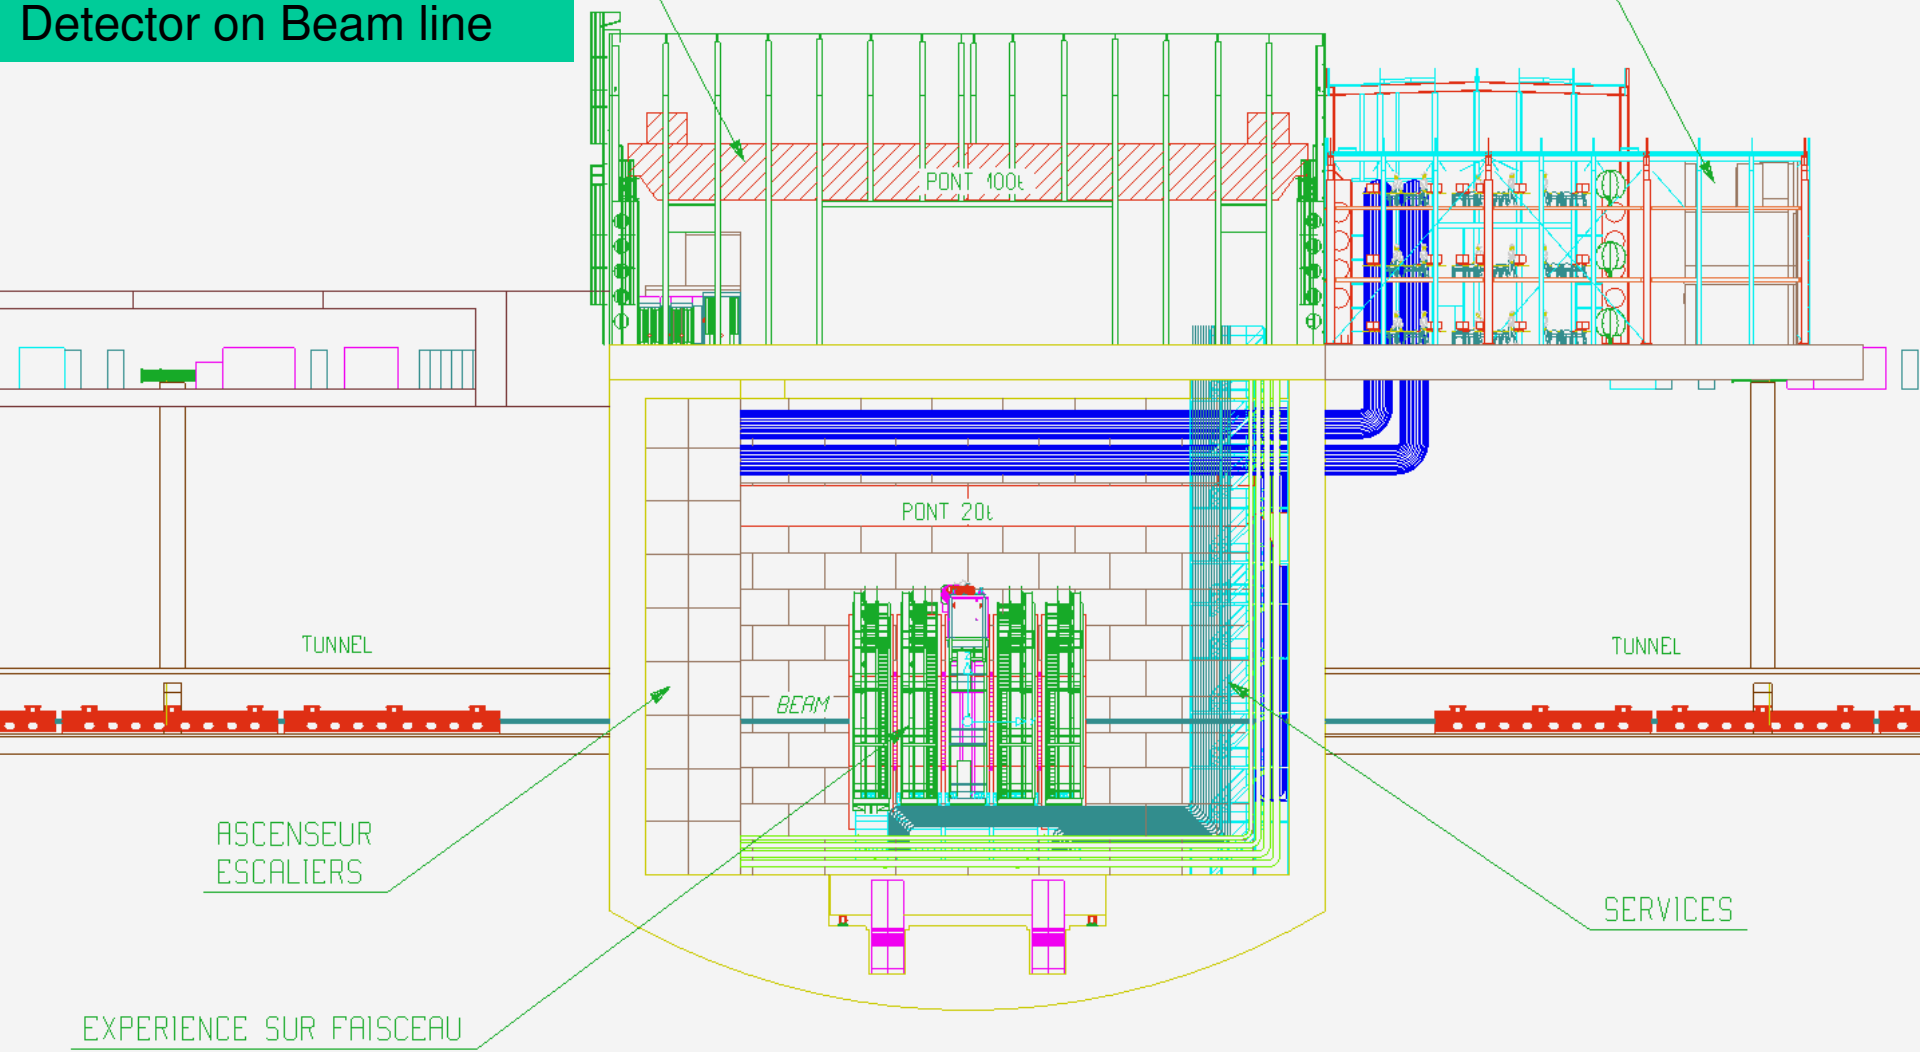 Detector on Beam line
PONT 100t
PONT 20t
TUNNEL
TUNNEL
BEAM
ASCENSEUR
ESCALIERS
SERVICES
EXPERIENCE SUR FAISCEAU